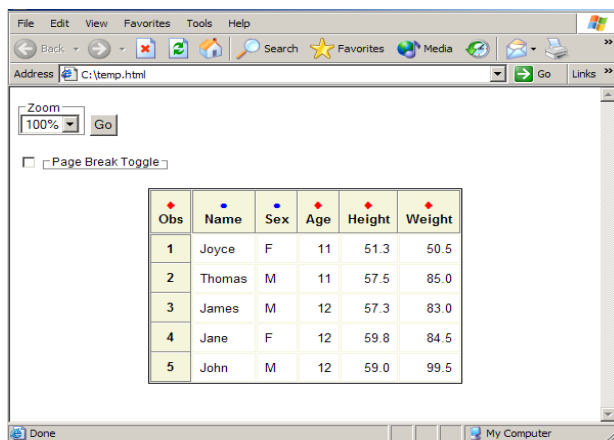 File Edit View Favorites Tools Help
Back Search Favorites Media »
Address C:\temp.html Go Links »
Zoom
100% Go
Page Break Toggle
Obs Name Sex Age Height Weight
1 Joyce F 11 51.3 50.5
2 Thomas M 11 57.5 85.0
3 James M 12 57.3 83.0
4 Jane F 12 59.8 84.5
5 John M 12 59.0 99.5
Done My Computer